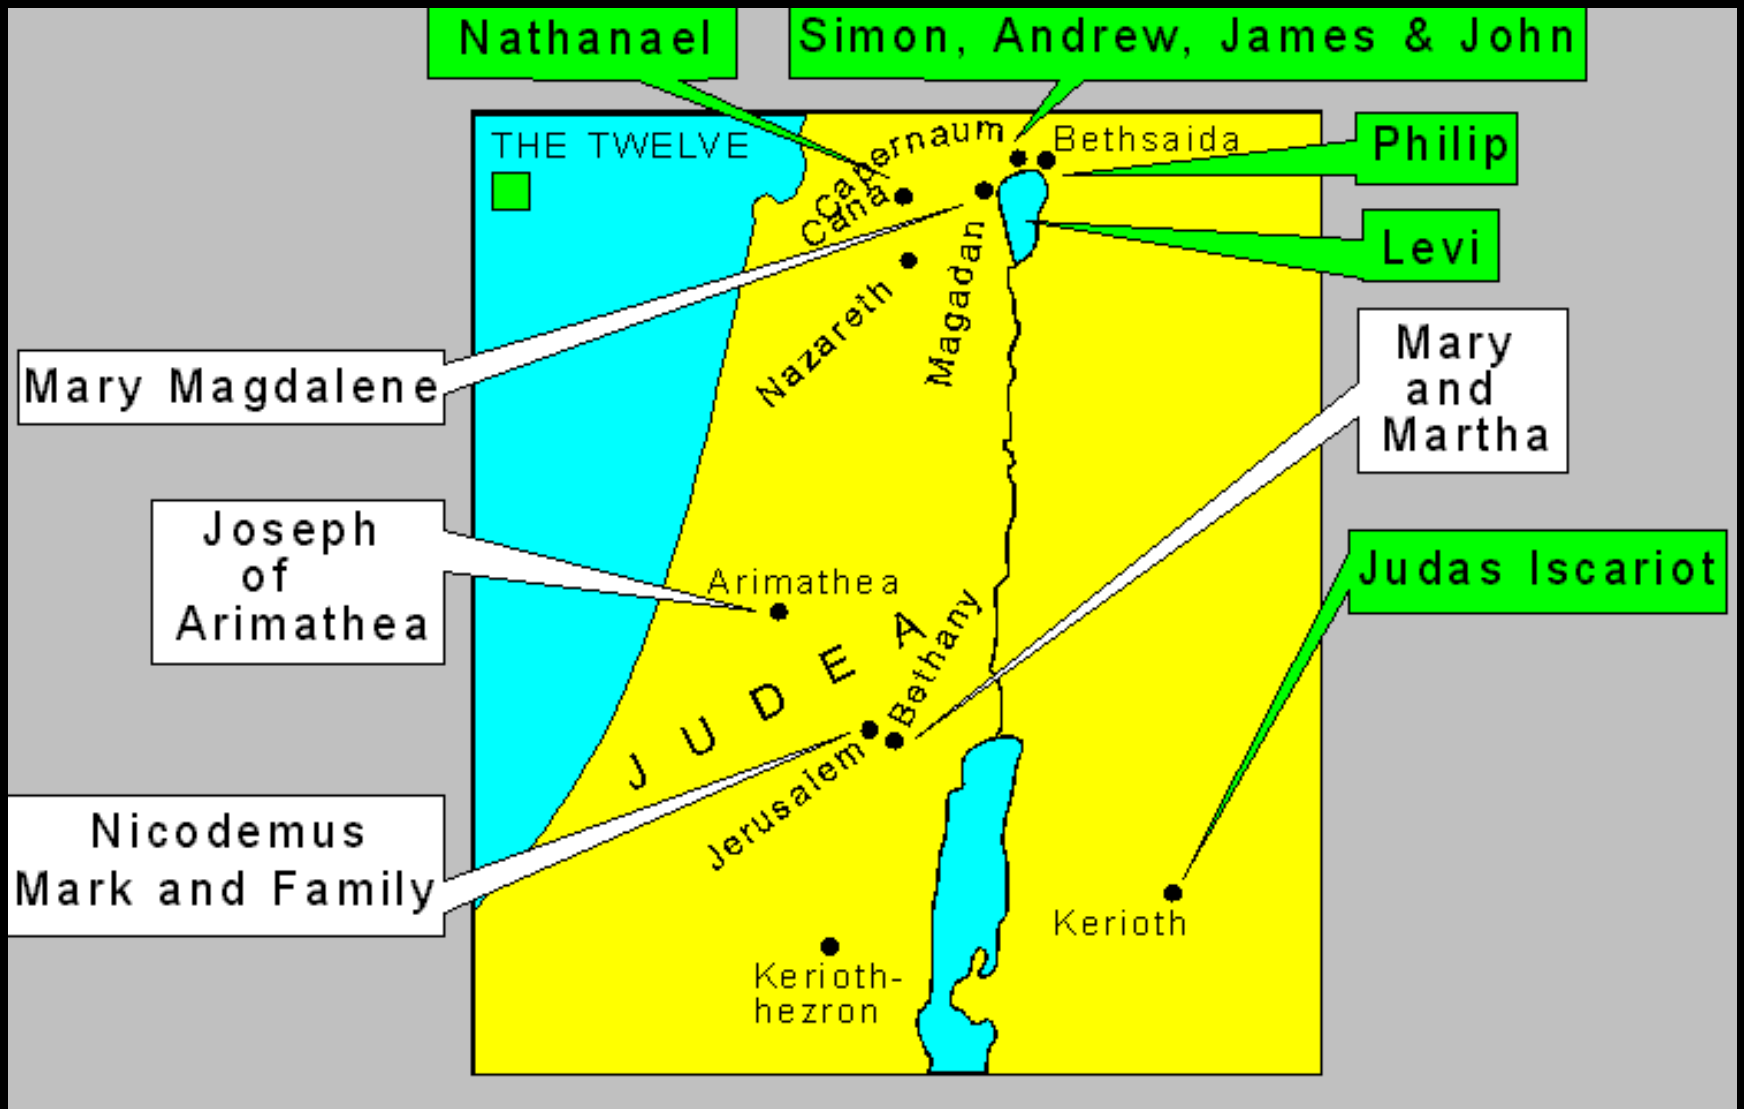 Nathanael
Simon, Andrew, James & John
THE TWELVE
Capernaum
Bethsaida
Philip
Cana
Levi
Magadan
Nazareth
Mary Magdalene
Mary
and
Martha
Joseph
of
Arimathea
Arimathea
Judas Iscariot
JUDEA
Bethany
Jerusalem
Nicodemus
Mark and Family
Kerioth
Kerioth-
hezron